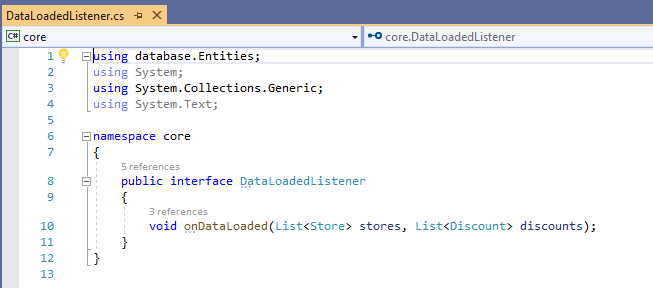 DataLoadedListener.cs
C# core
core.DataLoadedListener
1 using database.Entities;
2 using System;
3 using System.Collections.Generic;
4 using System.Text;
5
6 namespace core
7 {
5 references
8 public interface DataLoadedListener
9 {
3 references
10 void onDataLoaded(List<Store> stores, List<Discount> discounts);
11 }
12 }
13